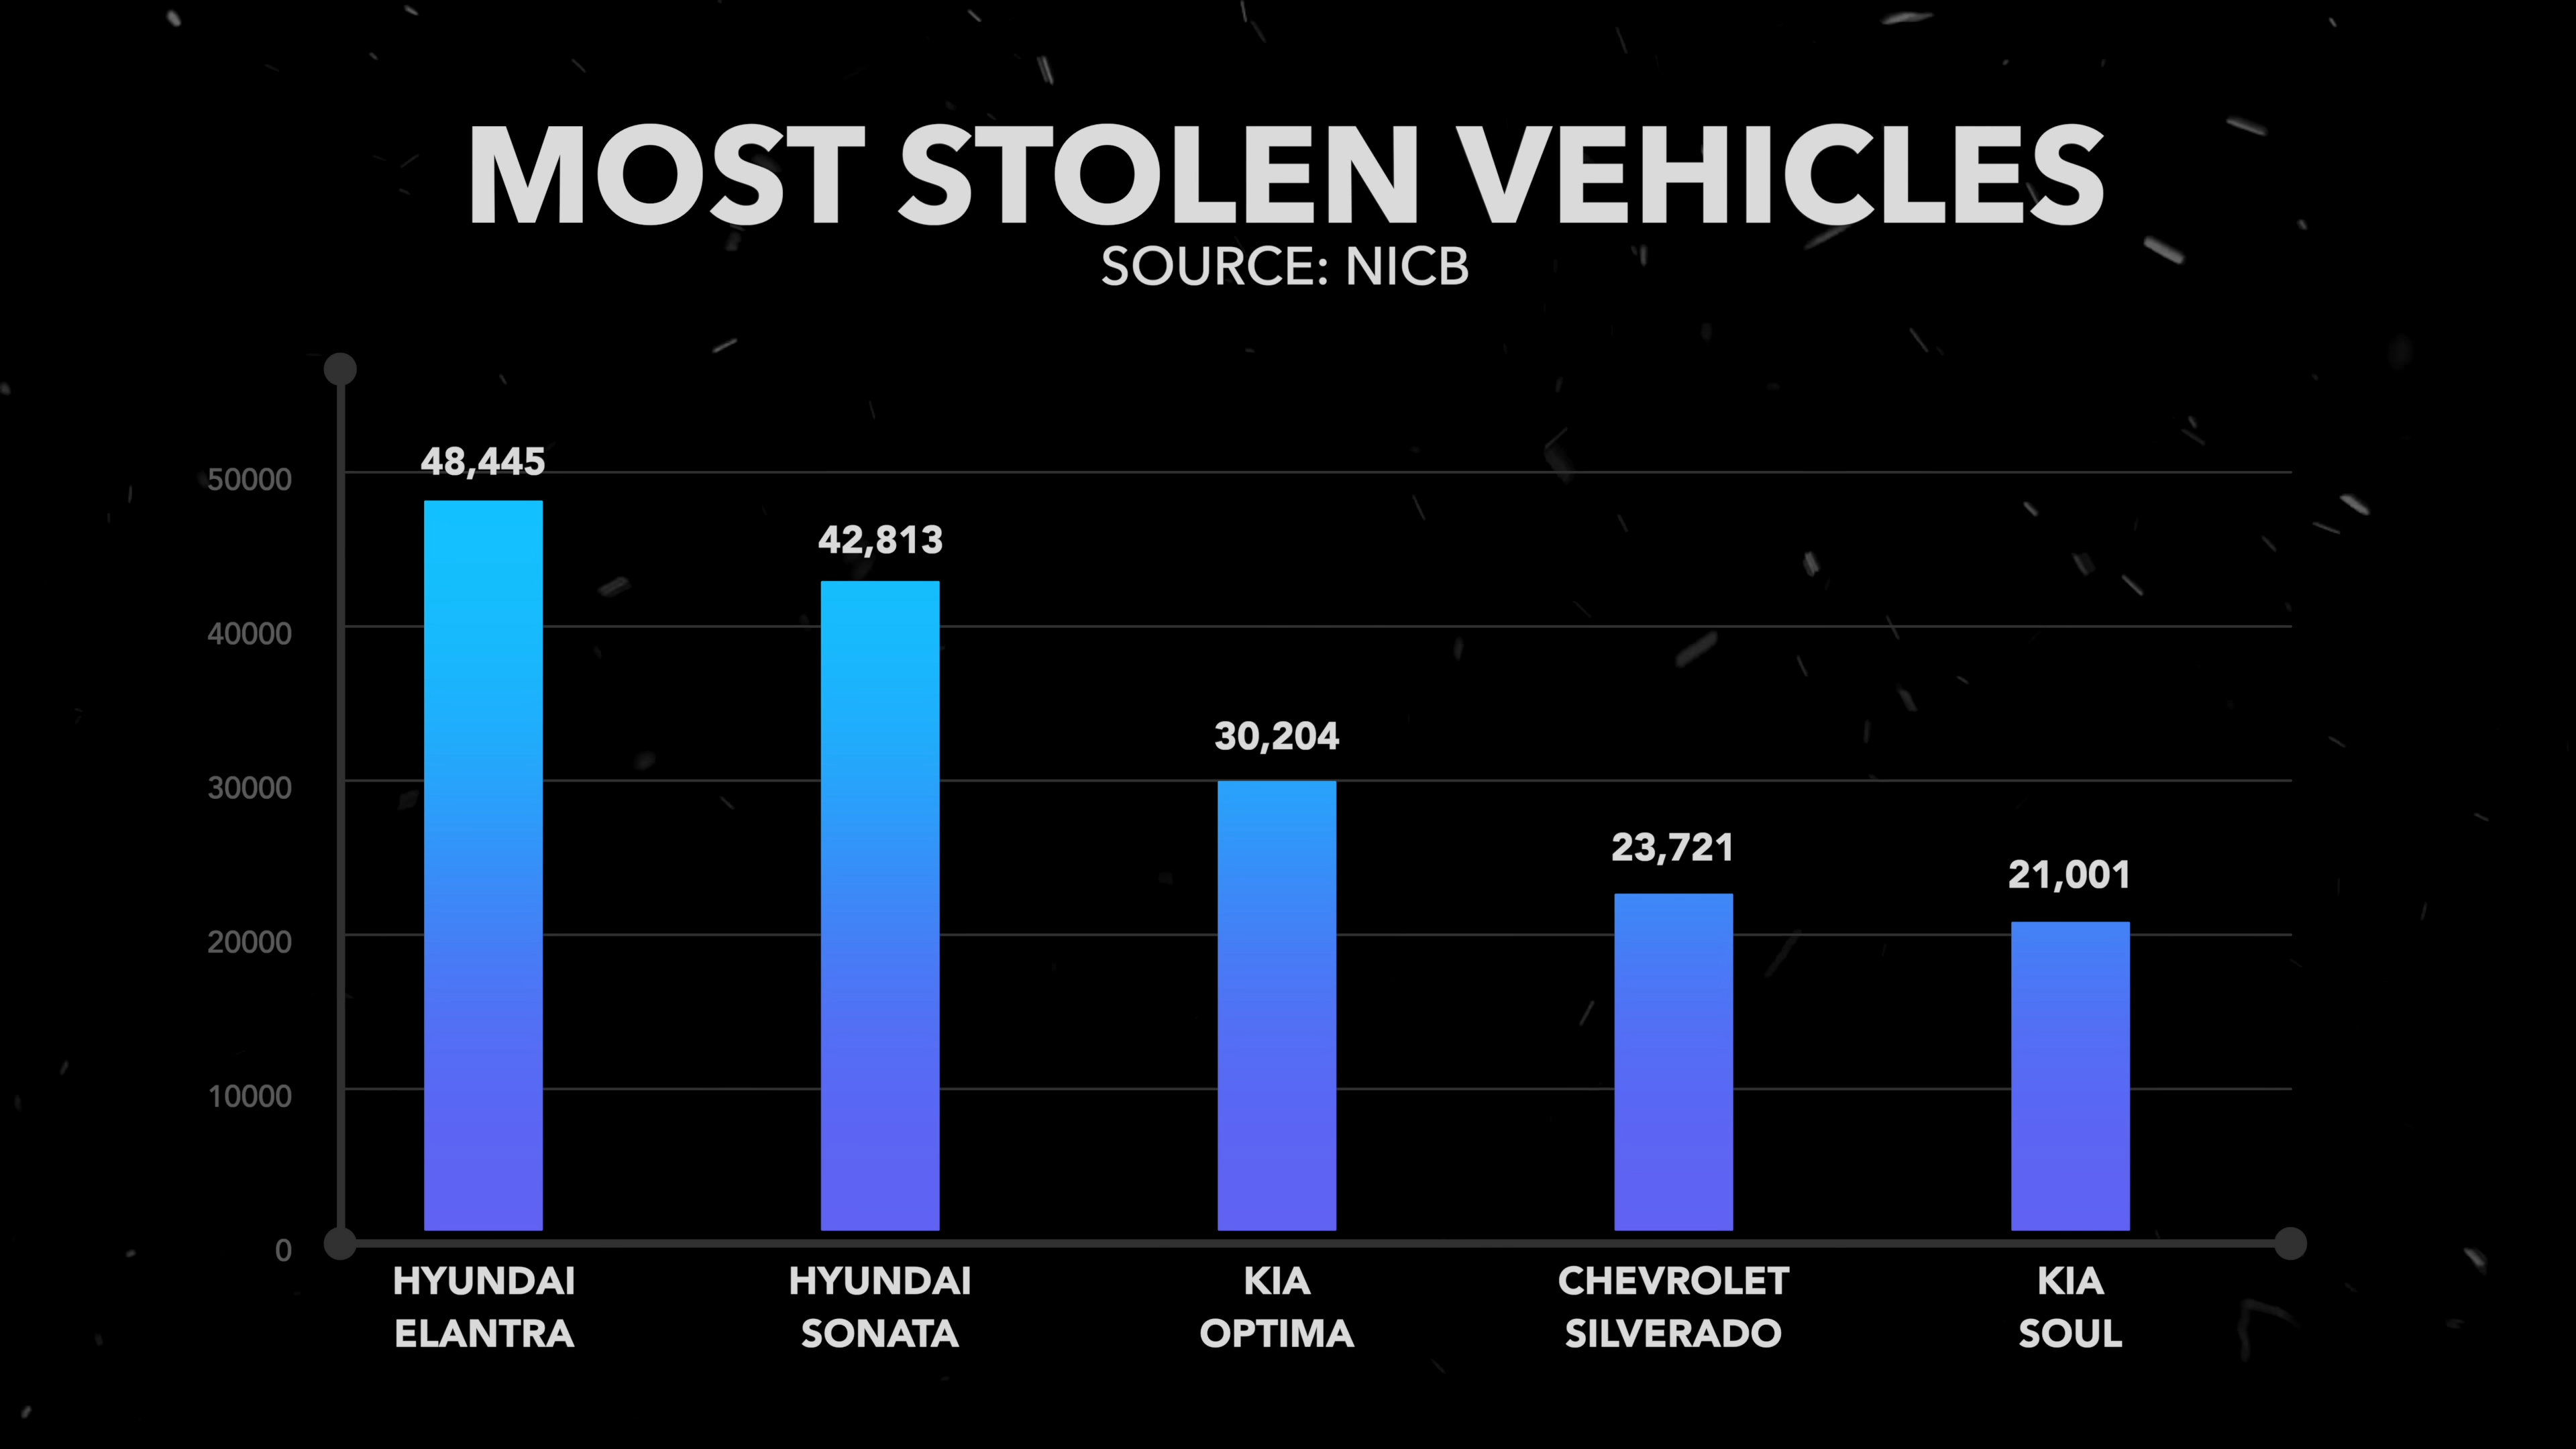 MOST STOLEN VEHICLES
SOURCE: NICB
50000
40000
30000
20000
10000
0
48,445
42,813
30,204
23,721
21,001
HYUNDAI
ELANTRA
HYUNDAI
SONATA
KIA
OPTIMA
CHEVROLET
SILVERADO
KIA
SOUL